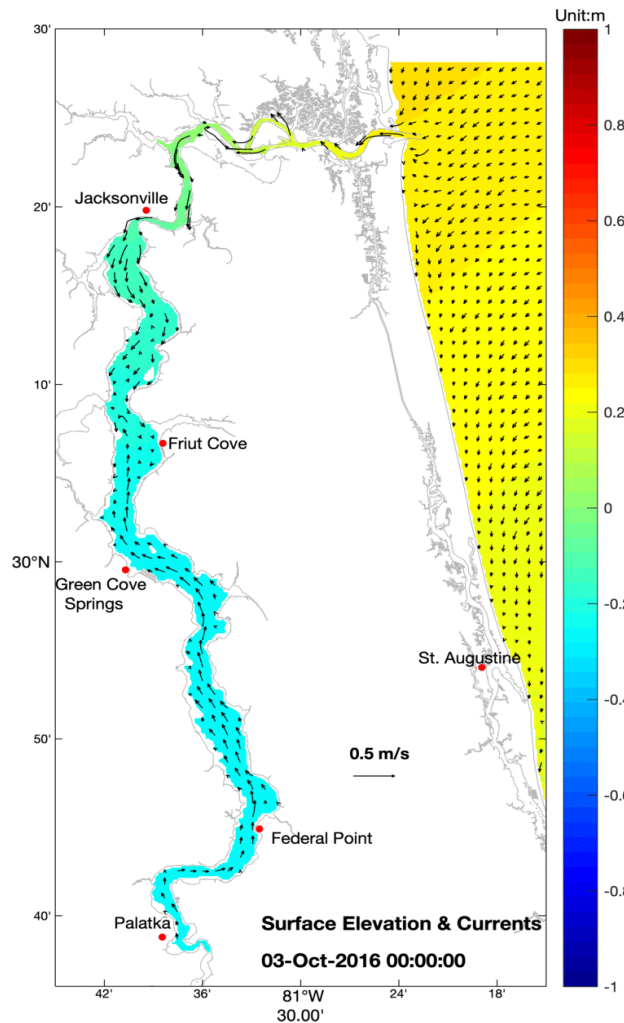 Unit:m
30'
1
0.8
0.6
Jacksonville
20'
0.4
0.2
10'
Friut Cove
0
30°N
Green Cove
Springs
-0.2
St. Augustine
-0.4
50'
0.5 m/s
-0.6
Federal Point
40'
Palatka
Surface Elevation & Currents
-0.8
03-Oct-2016 00:00:00
-1
42'
36'
81°W
24'
18'
30.00'